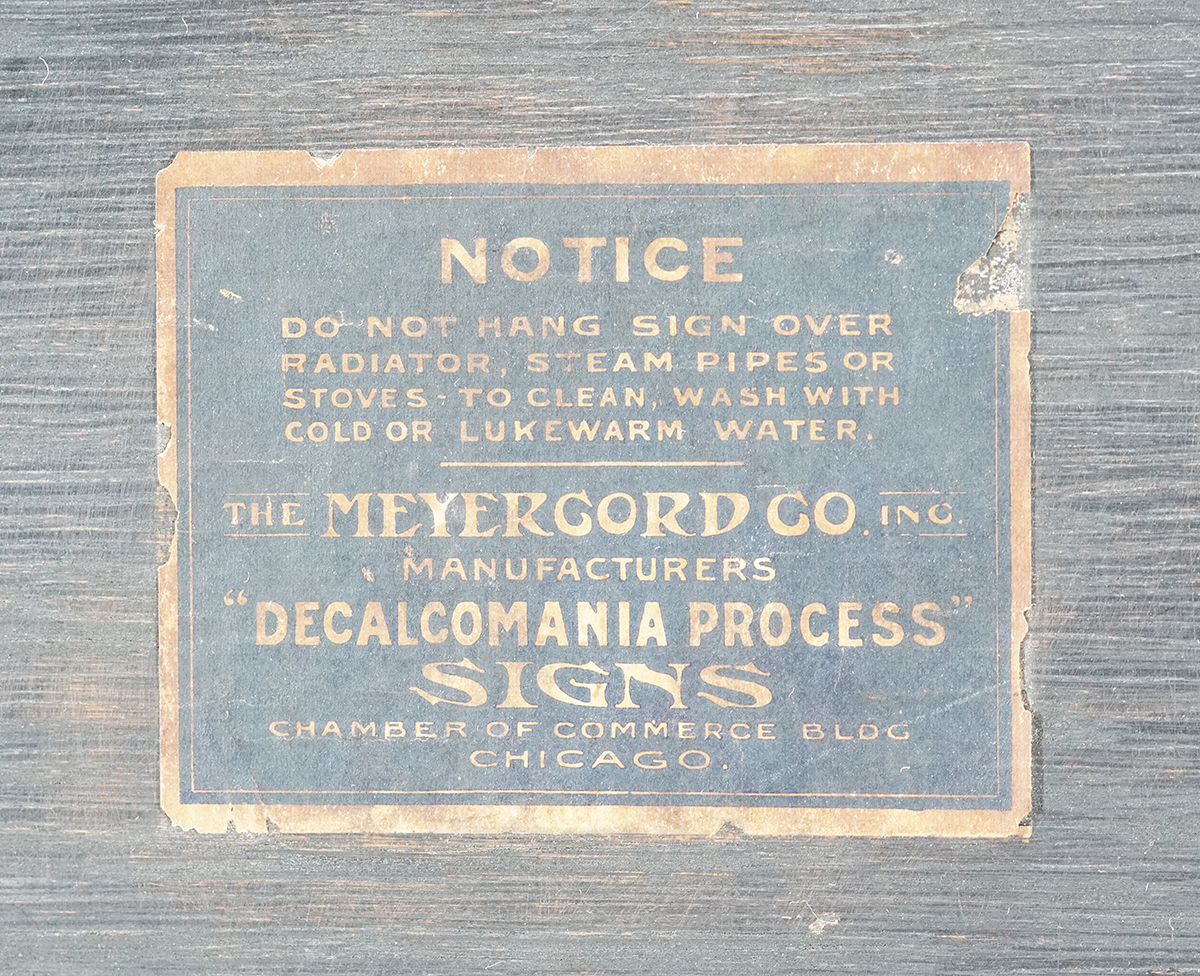 NOTICE
DO NOT HANG SIGN OVER
RADIATOR, STEAM PIPES OR
STOVES - TO CLEAN, WASH WITH
COLD OR LUKEWARM WATER.
THE MEYERCORD CO. INC.
MANUFACTURERS
"DECALCOMANIA PROCESS"
SIGNS
CHAMBER OF COMMERCE BLDG
CHICAGO.